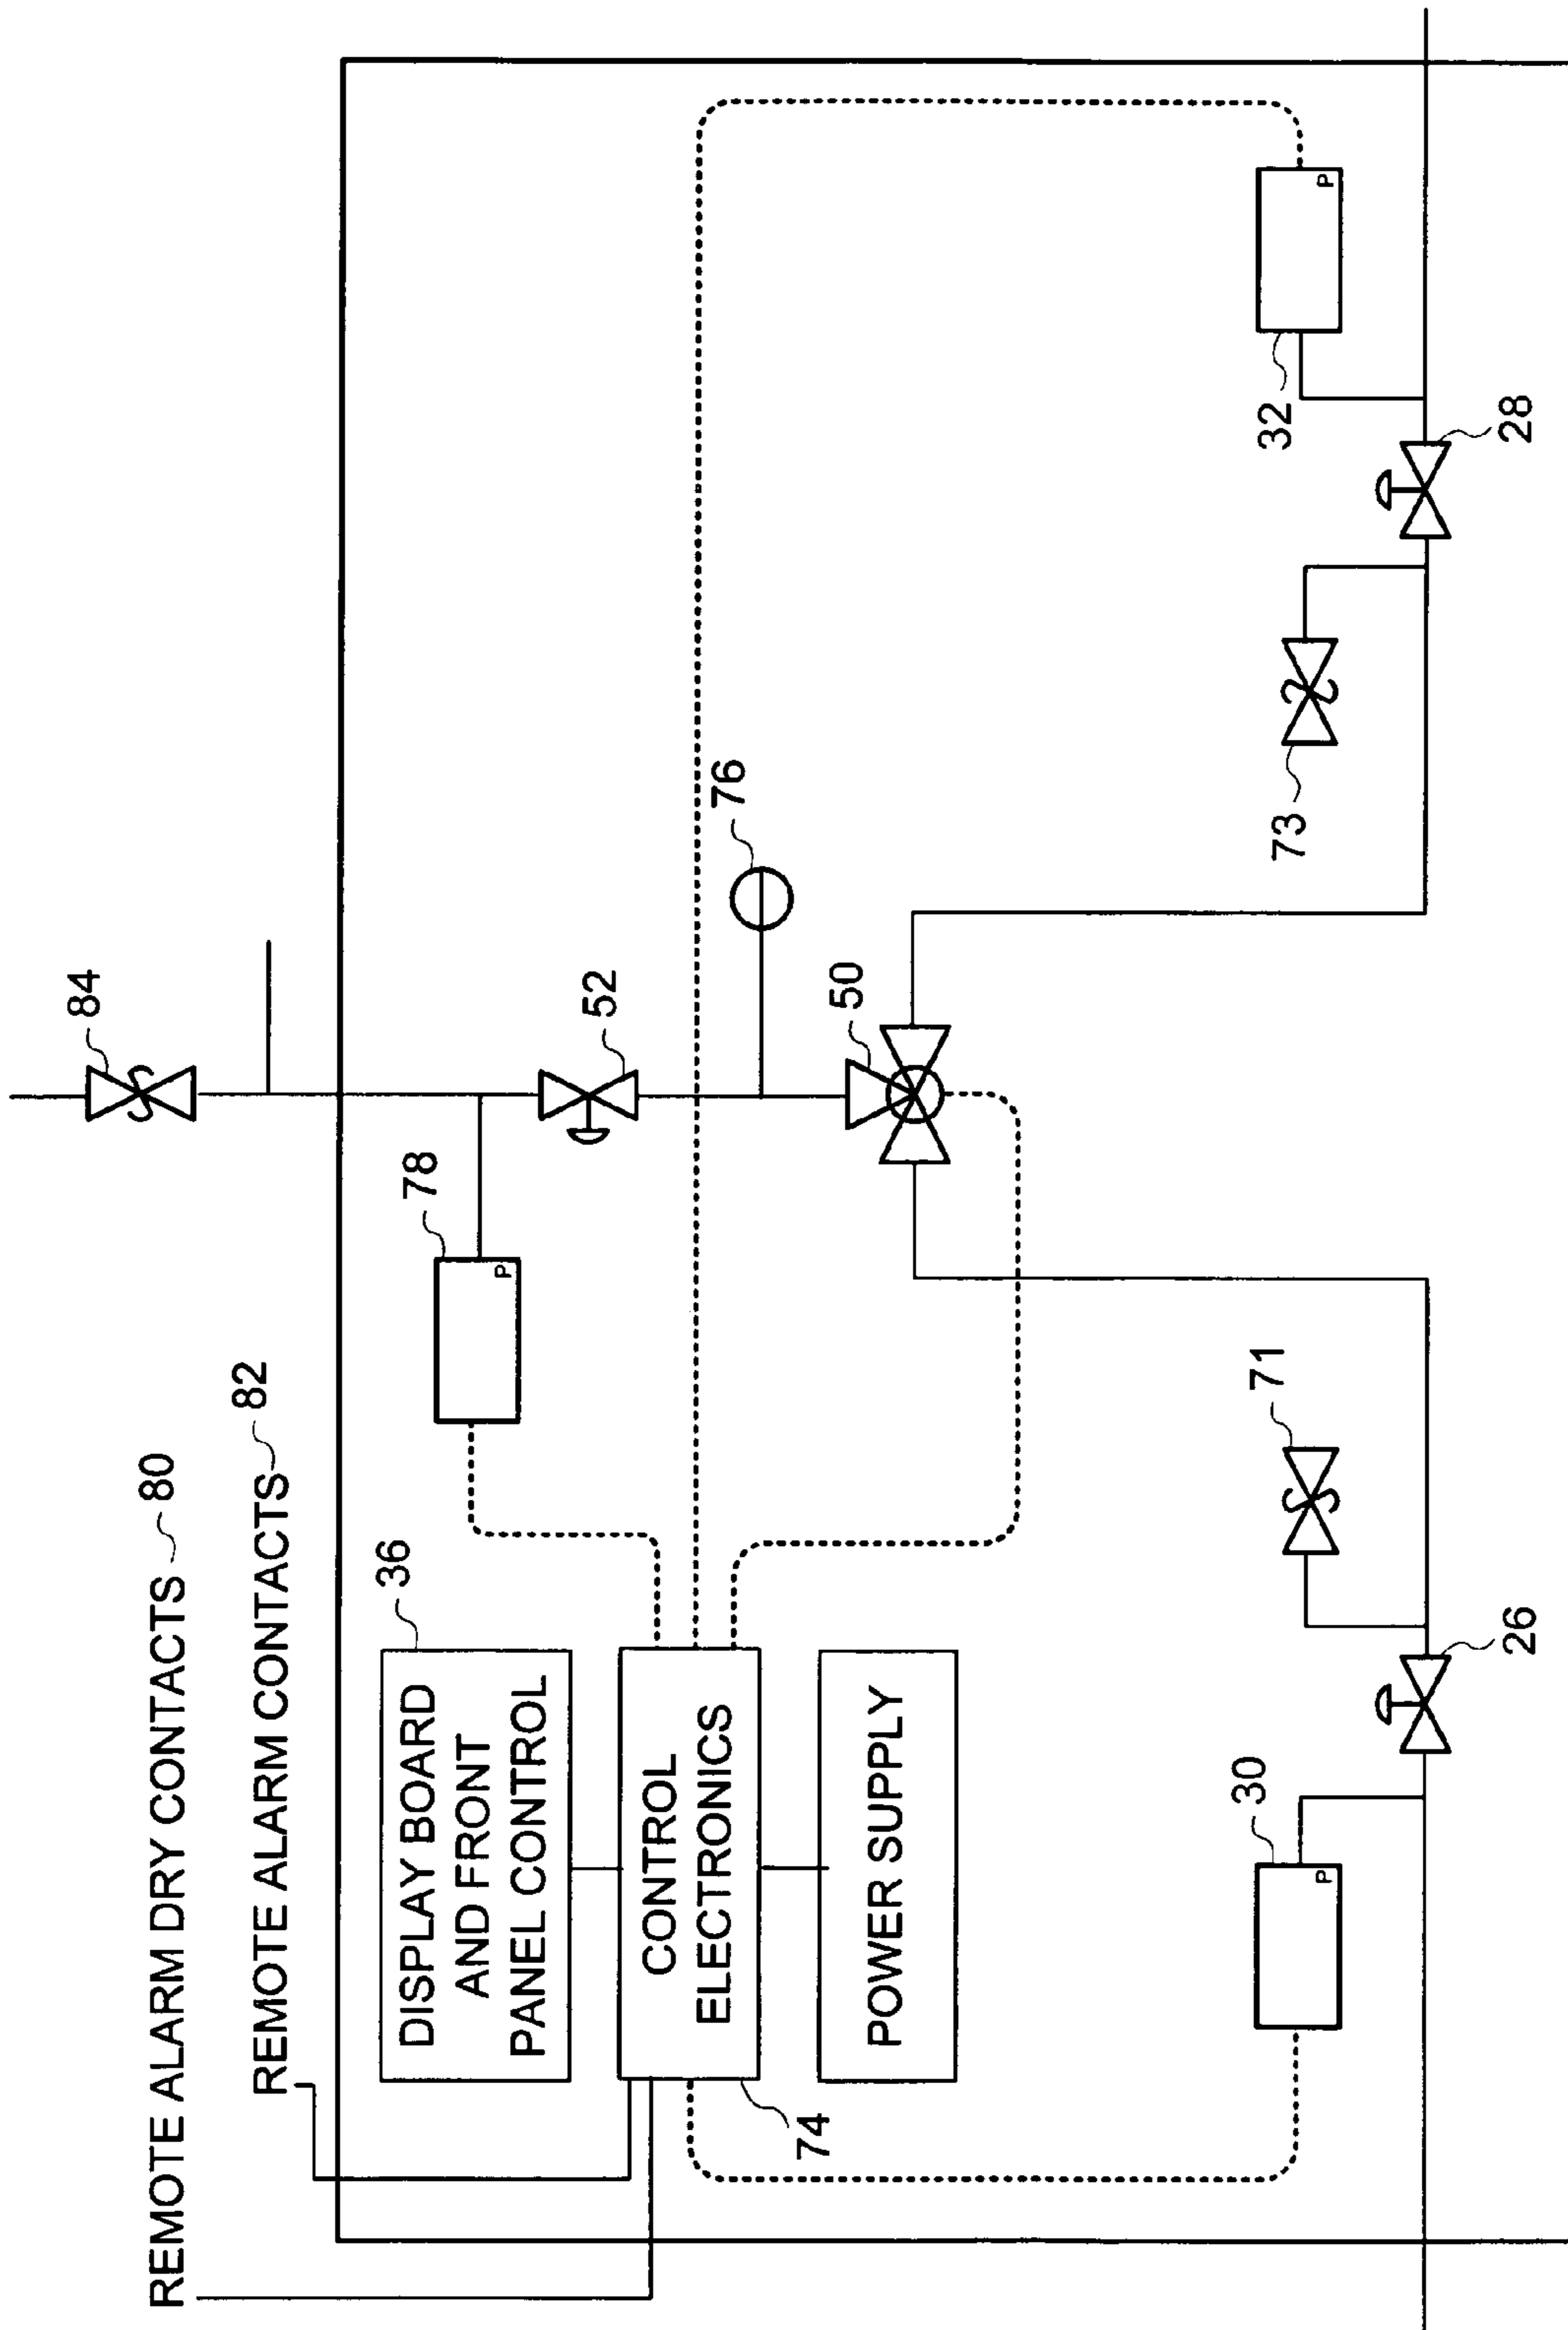 REMOTE ALARM DRY CONTACTS 80
REMOTE ALARM CONTACTS 82
84
36
DISPLAY BOARD
AND FRONT
PANEL CONTROL
78
P
52
CONTROL
ELECTRONICS
74
76
POWER SUPPLY
50
30
P
71
73
32
P
26
28